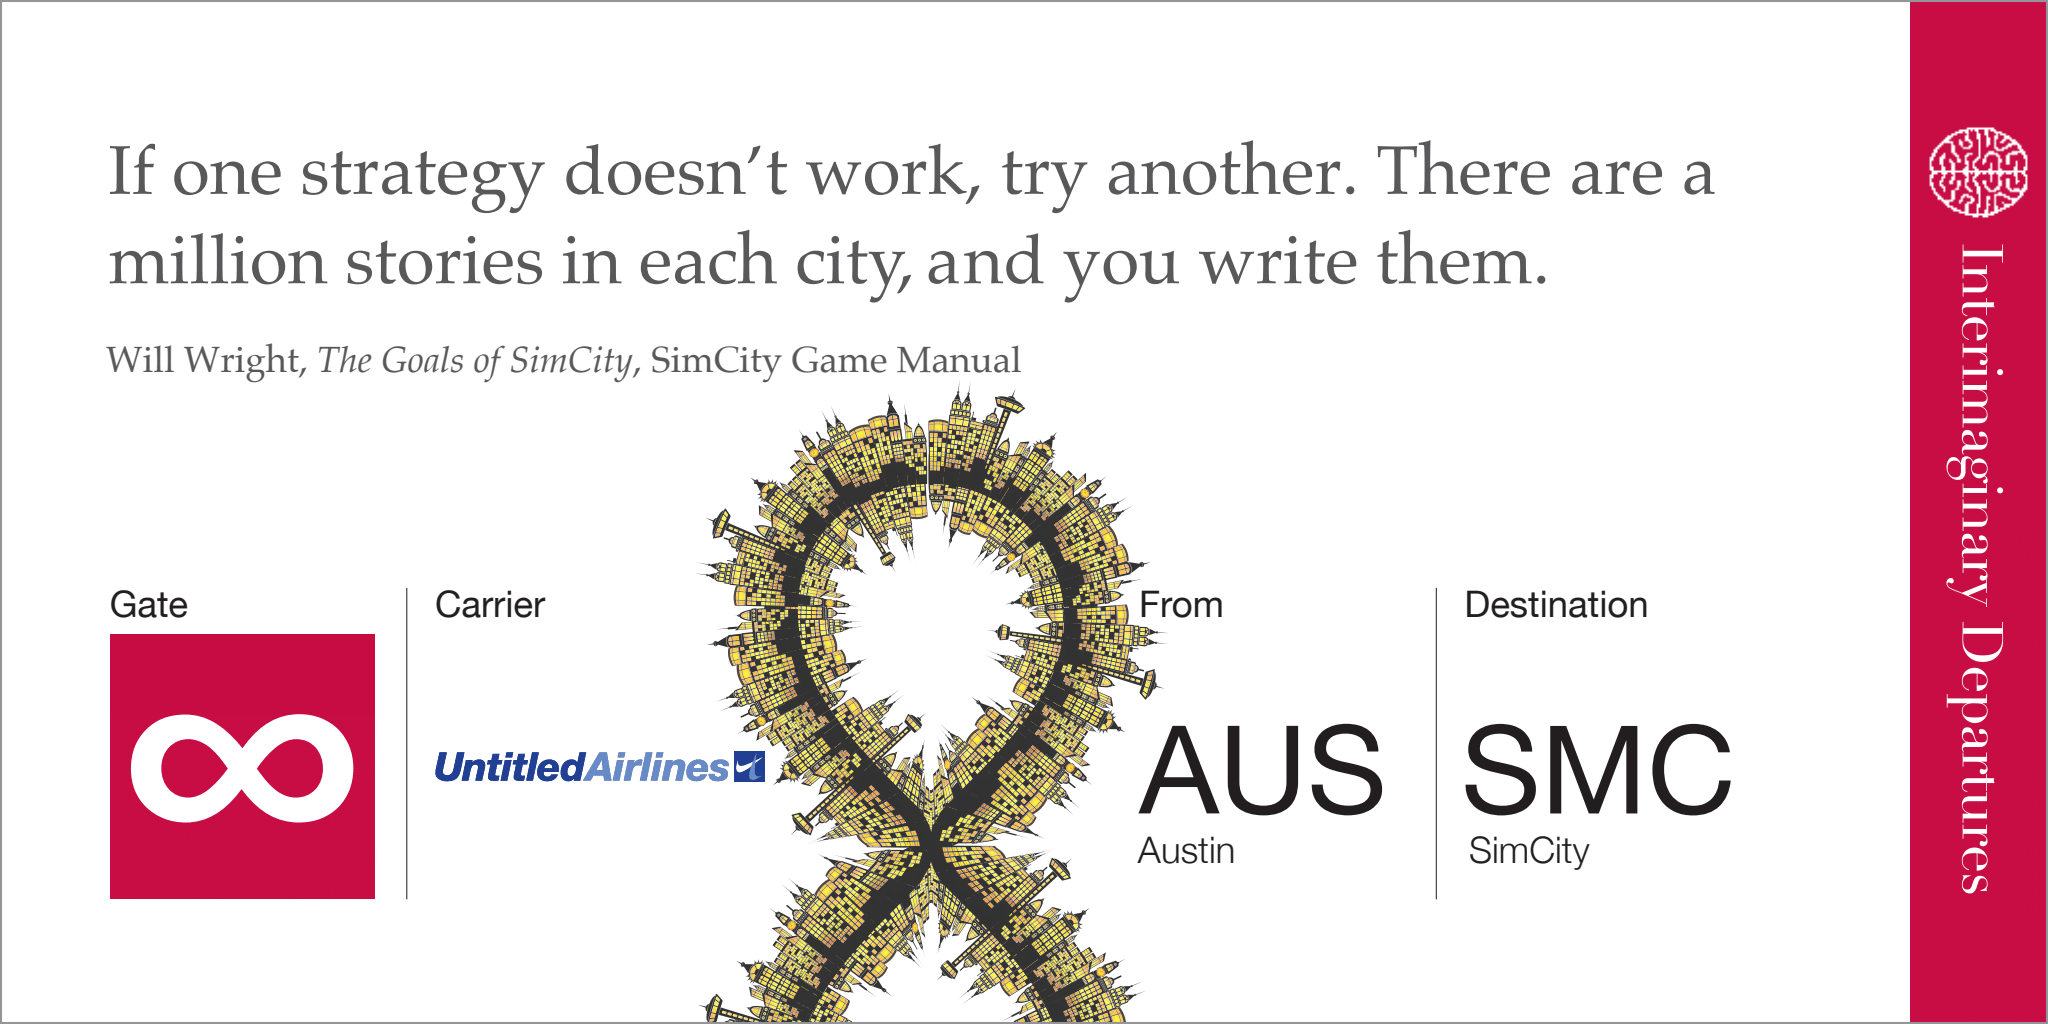 If one strategy doesn’t work, try another. There are a
million stories in each city, and you write them.
Will Wright, The Goals of SimCity, SimCity Game Manual
Gate
Carrier
UntitledAirlines
From
AUS
Austin
Destination
SMC
SimCity
Interimaginary Departures